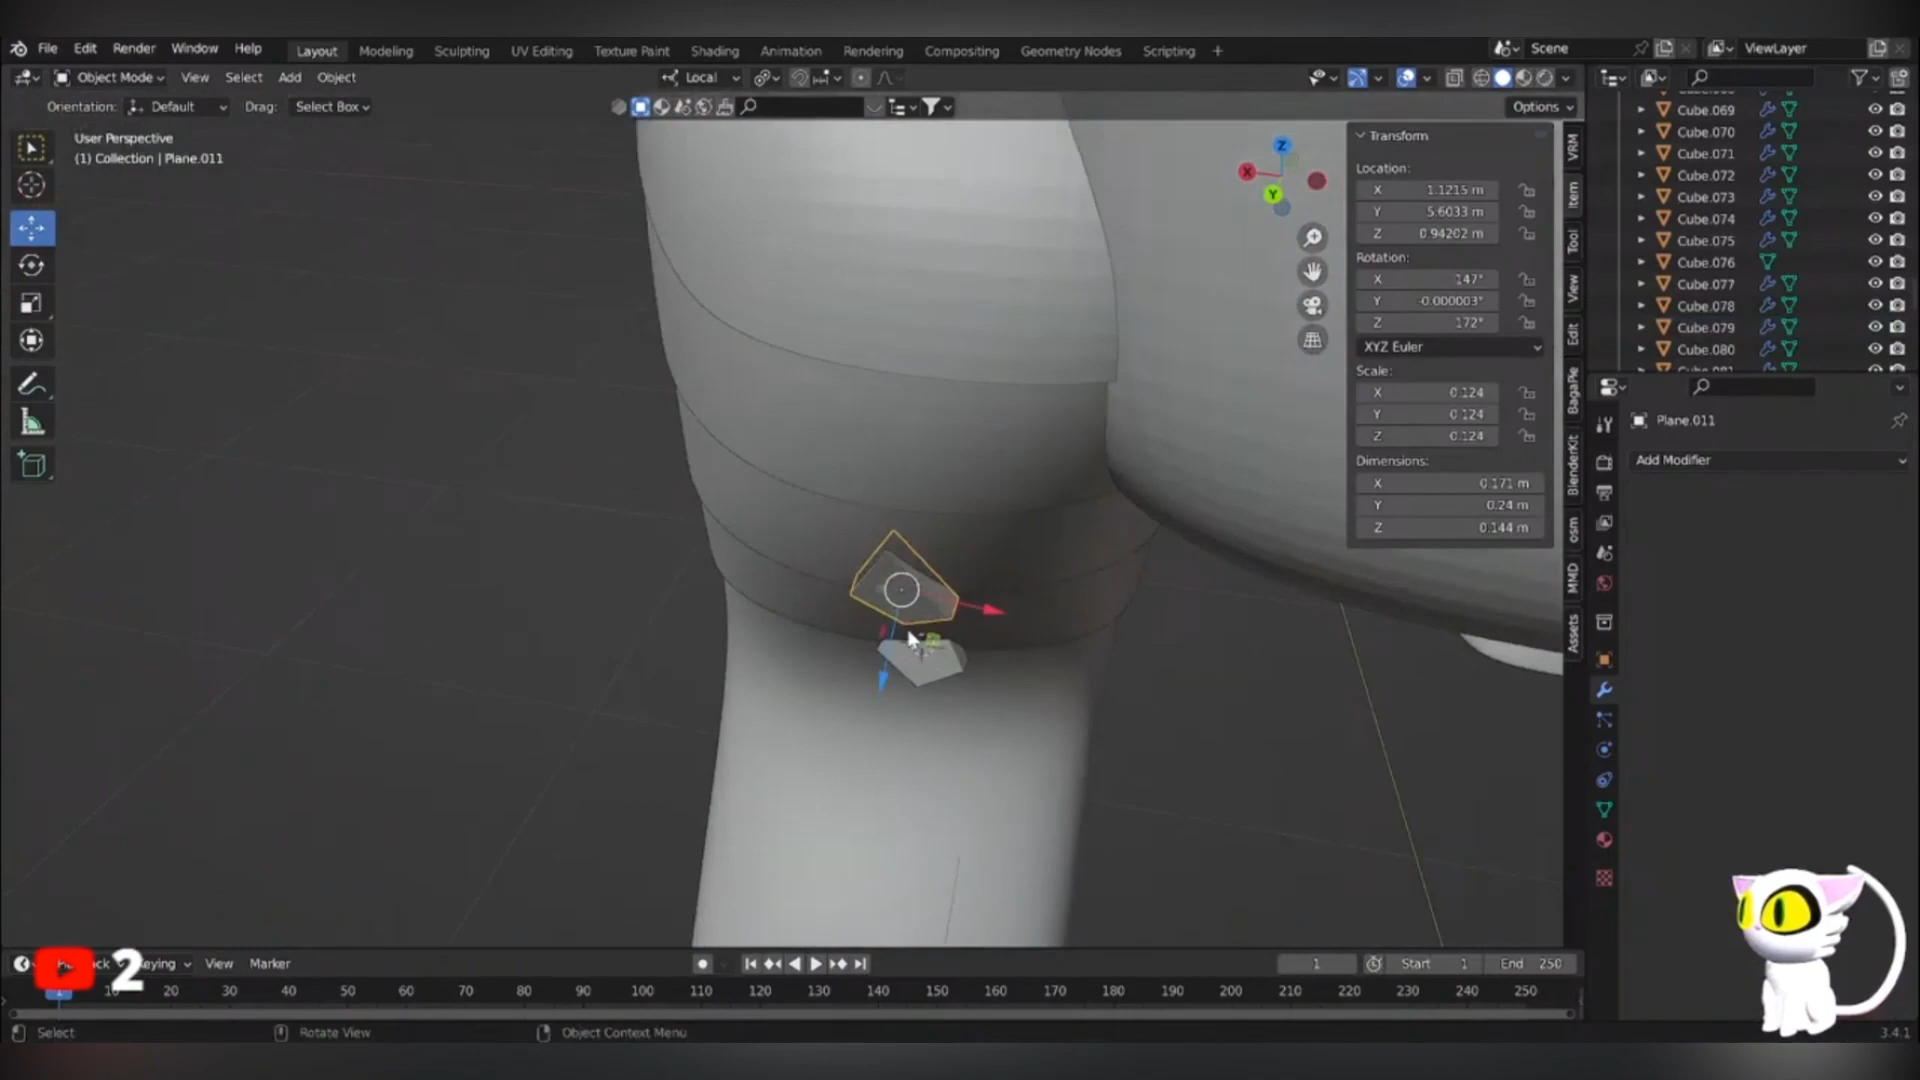 File Edit Render Window Help Layout Modeling Sculpting UV Editing Texture Paint Shading Animation Rendering Compositing Geometry Nodes Scripting + Scene ViewLayer
Object Mode View Select Add Object Local
Orientation: Default Drag: Select Box Options
User Perspective
(1) Collection | Plane.011
Transform
Location:
X 1.1215 m
Y 5.6033 m
Z 0.94202 m
Rotation:
X 147°
Y -0.000003°
Z 172°
XYZ Euler
Scale:
X 0.124
Y 0.124
Z 0.124
Dimensions:
X 0.171 m
Y 0.24 m
Z 0.144 m
VRM
Item
Tool
View
Edit
BagaPie
BlenderKit
osm
MMD
Assets
X
Y
Z
Cube.069
Cube.070
Cube.071
Cube.072
Cube.073
Cube.074
Cube.075
Cube.076
Cube.077
Cube.078
Cube.079
Cube.080
Plane.011
Add Modifier
2
ck eying View Marker 1 Start 1 End 250
1 10 20 30 40 50 60 70 80 90 100 110 120 130 140 150 160 170 180 190 200 210 220 230 240 250
Select Rotate View Object Context Menu 3.4.1